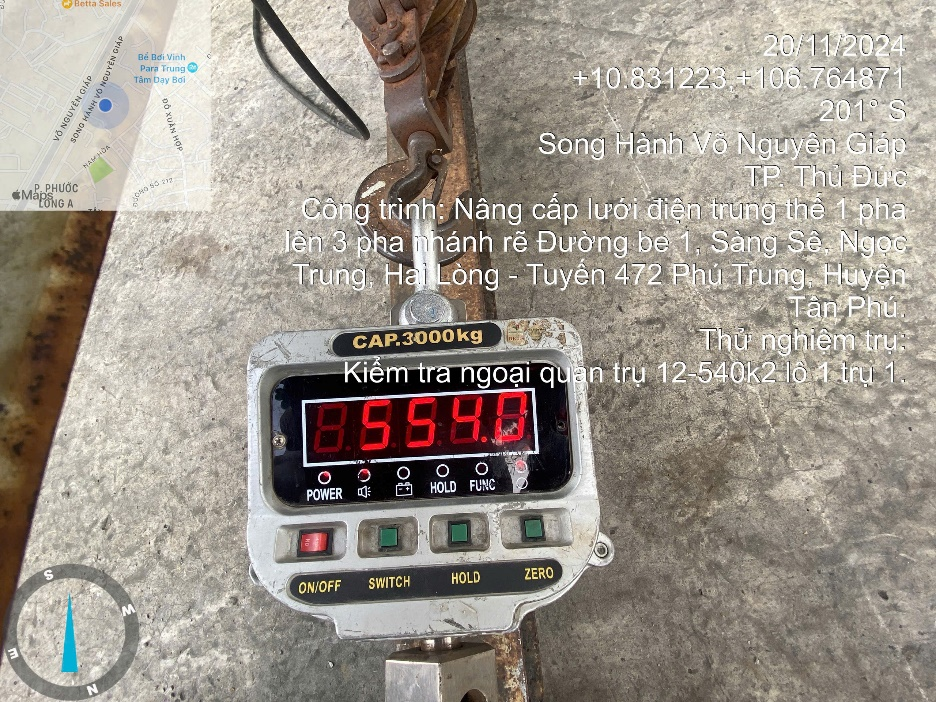 Betta Sales
Bể Bơi Vinh
Para Trung
Tâm Dạy Bơi
VÕ NGUYÊN GIÁP
SONG HÀNH VÕ NGUYÊN GIÁP
ĐỖ XUÂN HỢP
NAM HÒA
ĐƯỜNG SỐ 212
P. PHƯỚC
LONG A
Maps
20/11/2024
+10.831223,+106.764871
201° S
Song Hành Võ Nguyên Giáp
TP. Thủ Đức
Công trình: Nâng cấp lưới điện trung thế 1 pha
lên 3 pha nhánh rẽ Đường be 1, Sàng Sê, Ngọc
Trung, Hai Lòng - Tuyến 472 Phú Trung, Huyện
Tân Phú.
Thử nghiệm trụ:
Kiểm tra ngoại quan trụ 12-540k2 lô 1 trụ 1.
CAP.3000kg
554.0
POWER HOLD FUNC
ON/OFF SWITCH HOLD ZERO
S
W
E
N